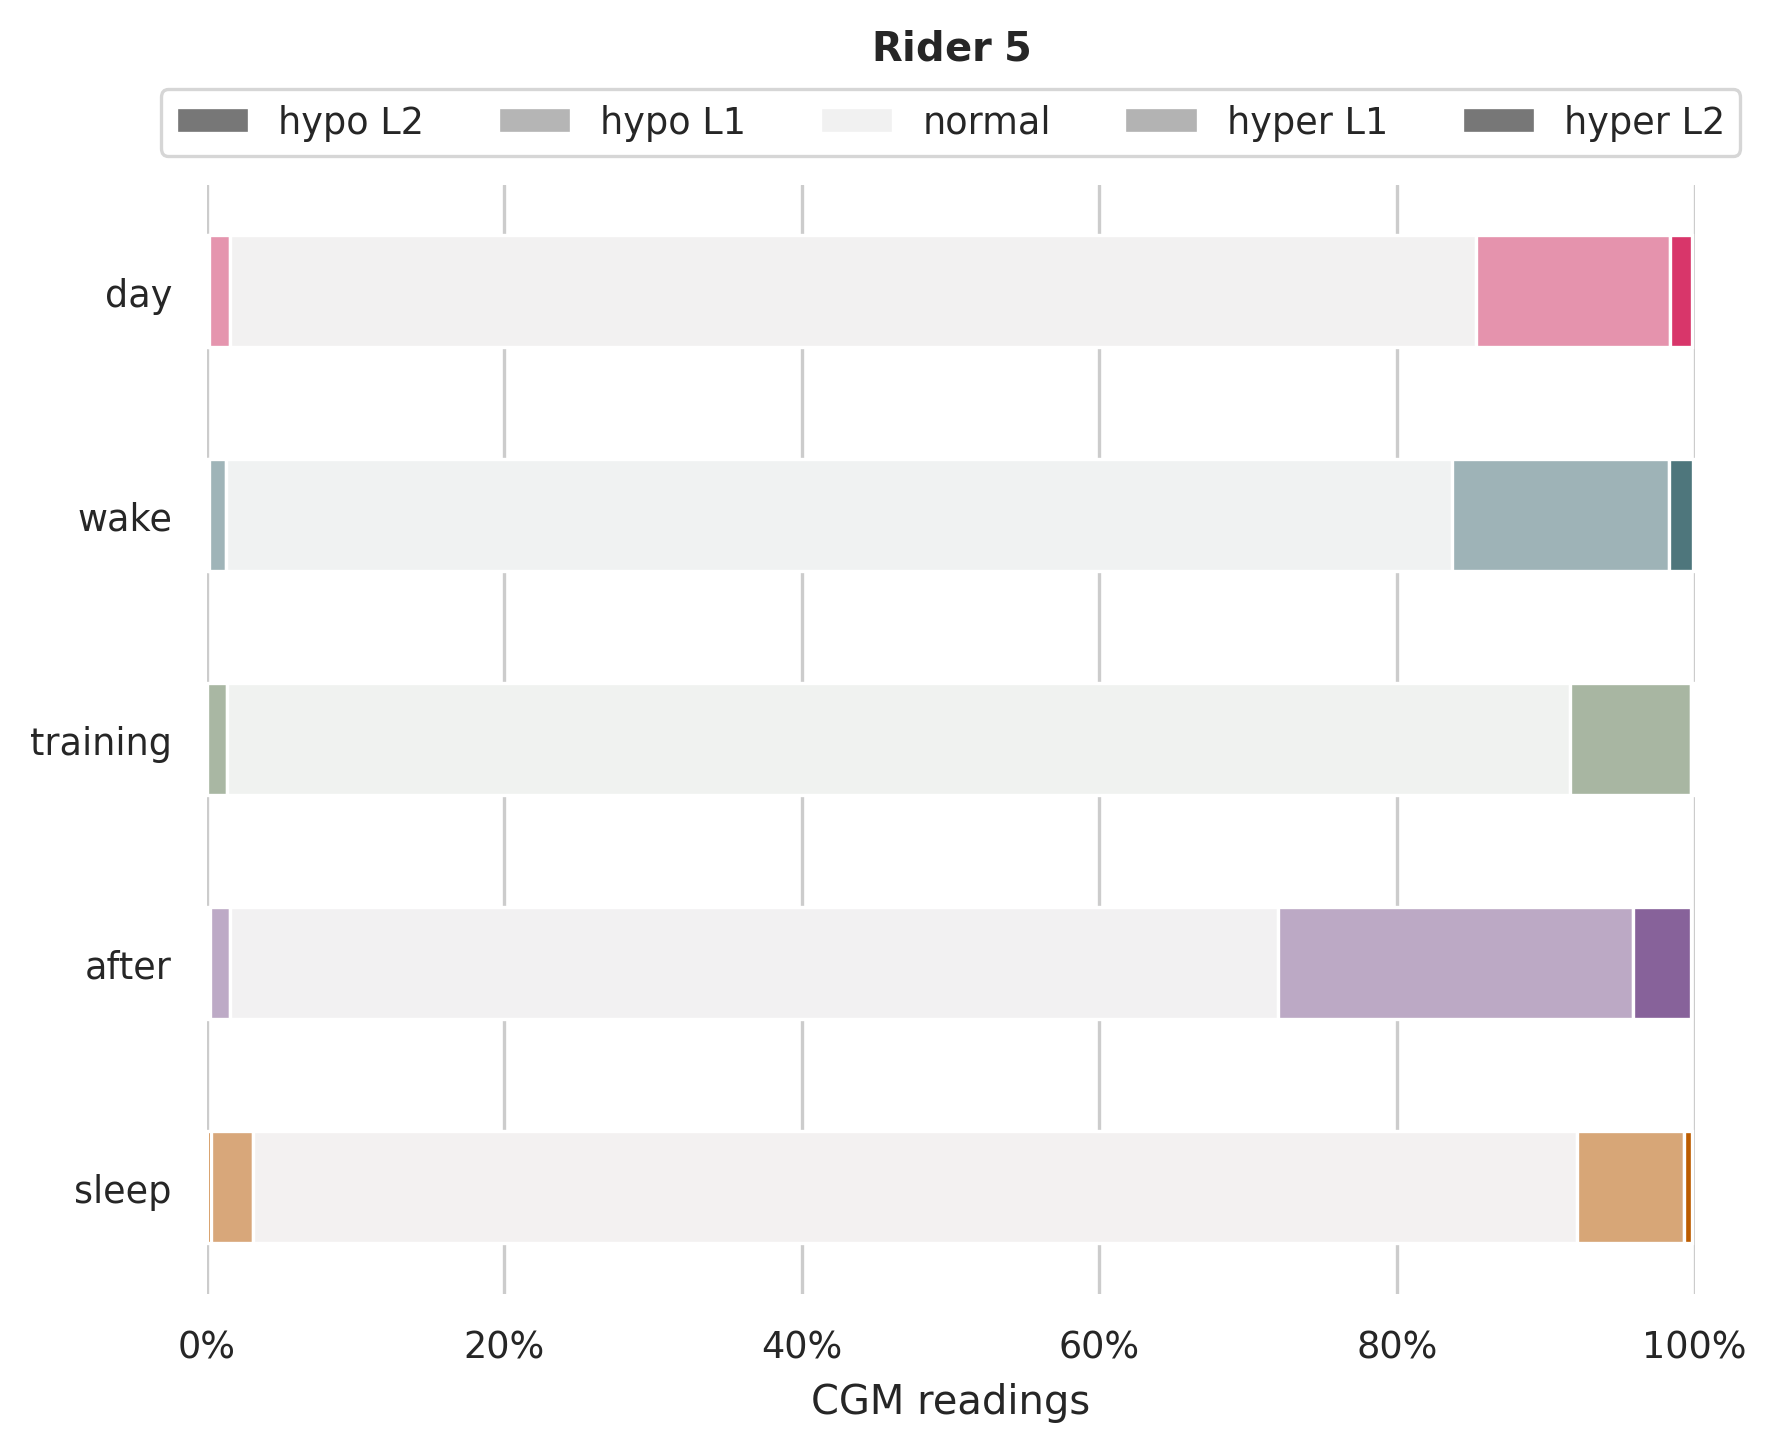 Rider 5
hypo L2 hypo L1 normal hyper L1 hyper L2
day
wake
training
after
sleep
0% 20% 40% 60% 80% 100%
CGM readings